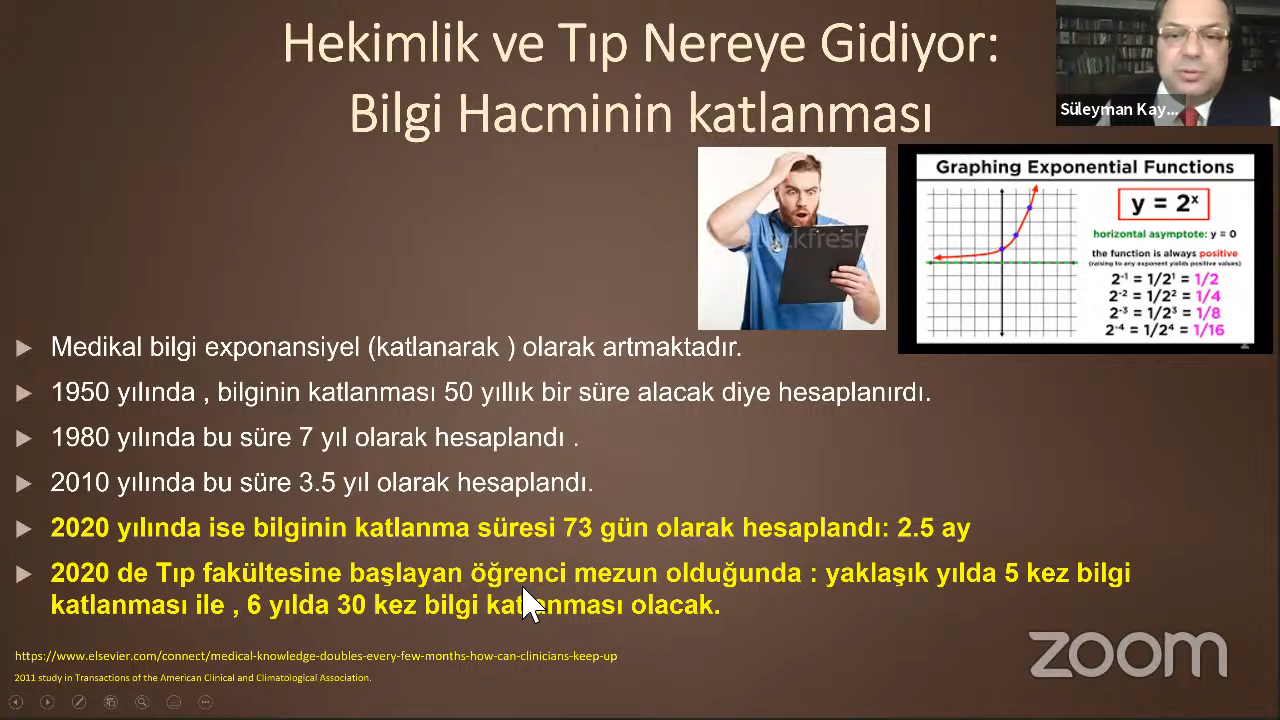 Hekimlik ve Tıp Nereye Gidiyor:
Bilgi Hacminin katlanması
Süleyman Kay...
Graphing Exponential Functions
y = 2ˣ
horizontal asymptote: y = 0
the function is always positive
(raising to any exponent yields positive values)
2⁻¹ = 1/2¹ = 1/2
2⁻² = 1/2² = 1/4
2⁻³ = 1/2³ = 1/8
2⁻⁴ = 1/2⁴ = 1/16
Medikal bilgi exponansiyel (katlanarak ) olarak artmaktadır.
1950 yılında , bilginin katlanması 50 yıllık bir süre alacak diye hesaplanırdı.
1980 yılında bu süre 7 yıl olarak hesaplandı .
2010 yılında bu süre 3.5 yıl olarak hesaplandı.
2020 yılında ise bilginin katlanma süresi 73 gün olarak hesaplandı: 2.5 ay
2020 de Tıp fakültesine başlayan öğrenci mezun olduğunda : yaklaşık yılda 5 kez bilgi
katlanması ile , 6 yılda 30 kez bilgi katlanması olacak.
https://www.elsevier.com/connect/medical-knowledge-doubles-every-few-months-how-can-clinicians-keep-up
2011 study in Transactions of the American Clinical and Climatological Association.
zoom